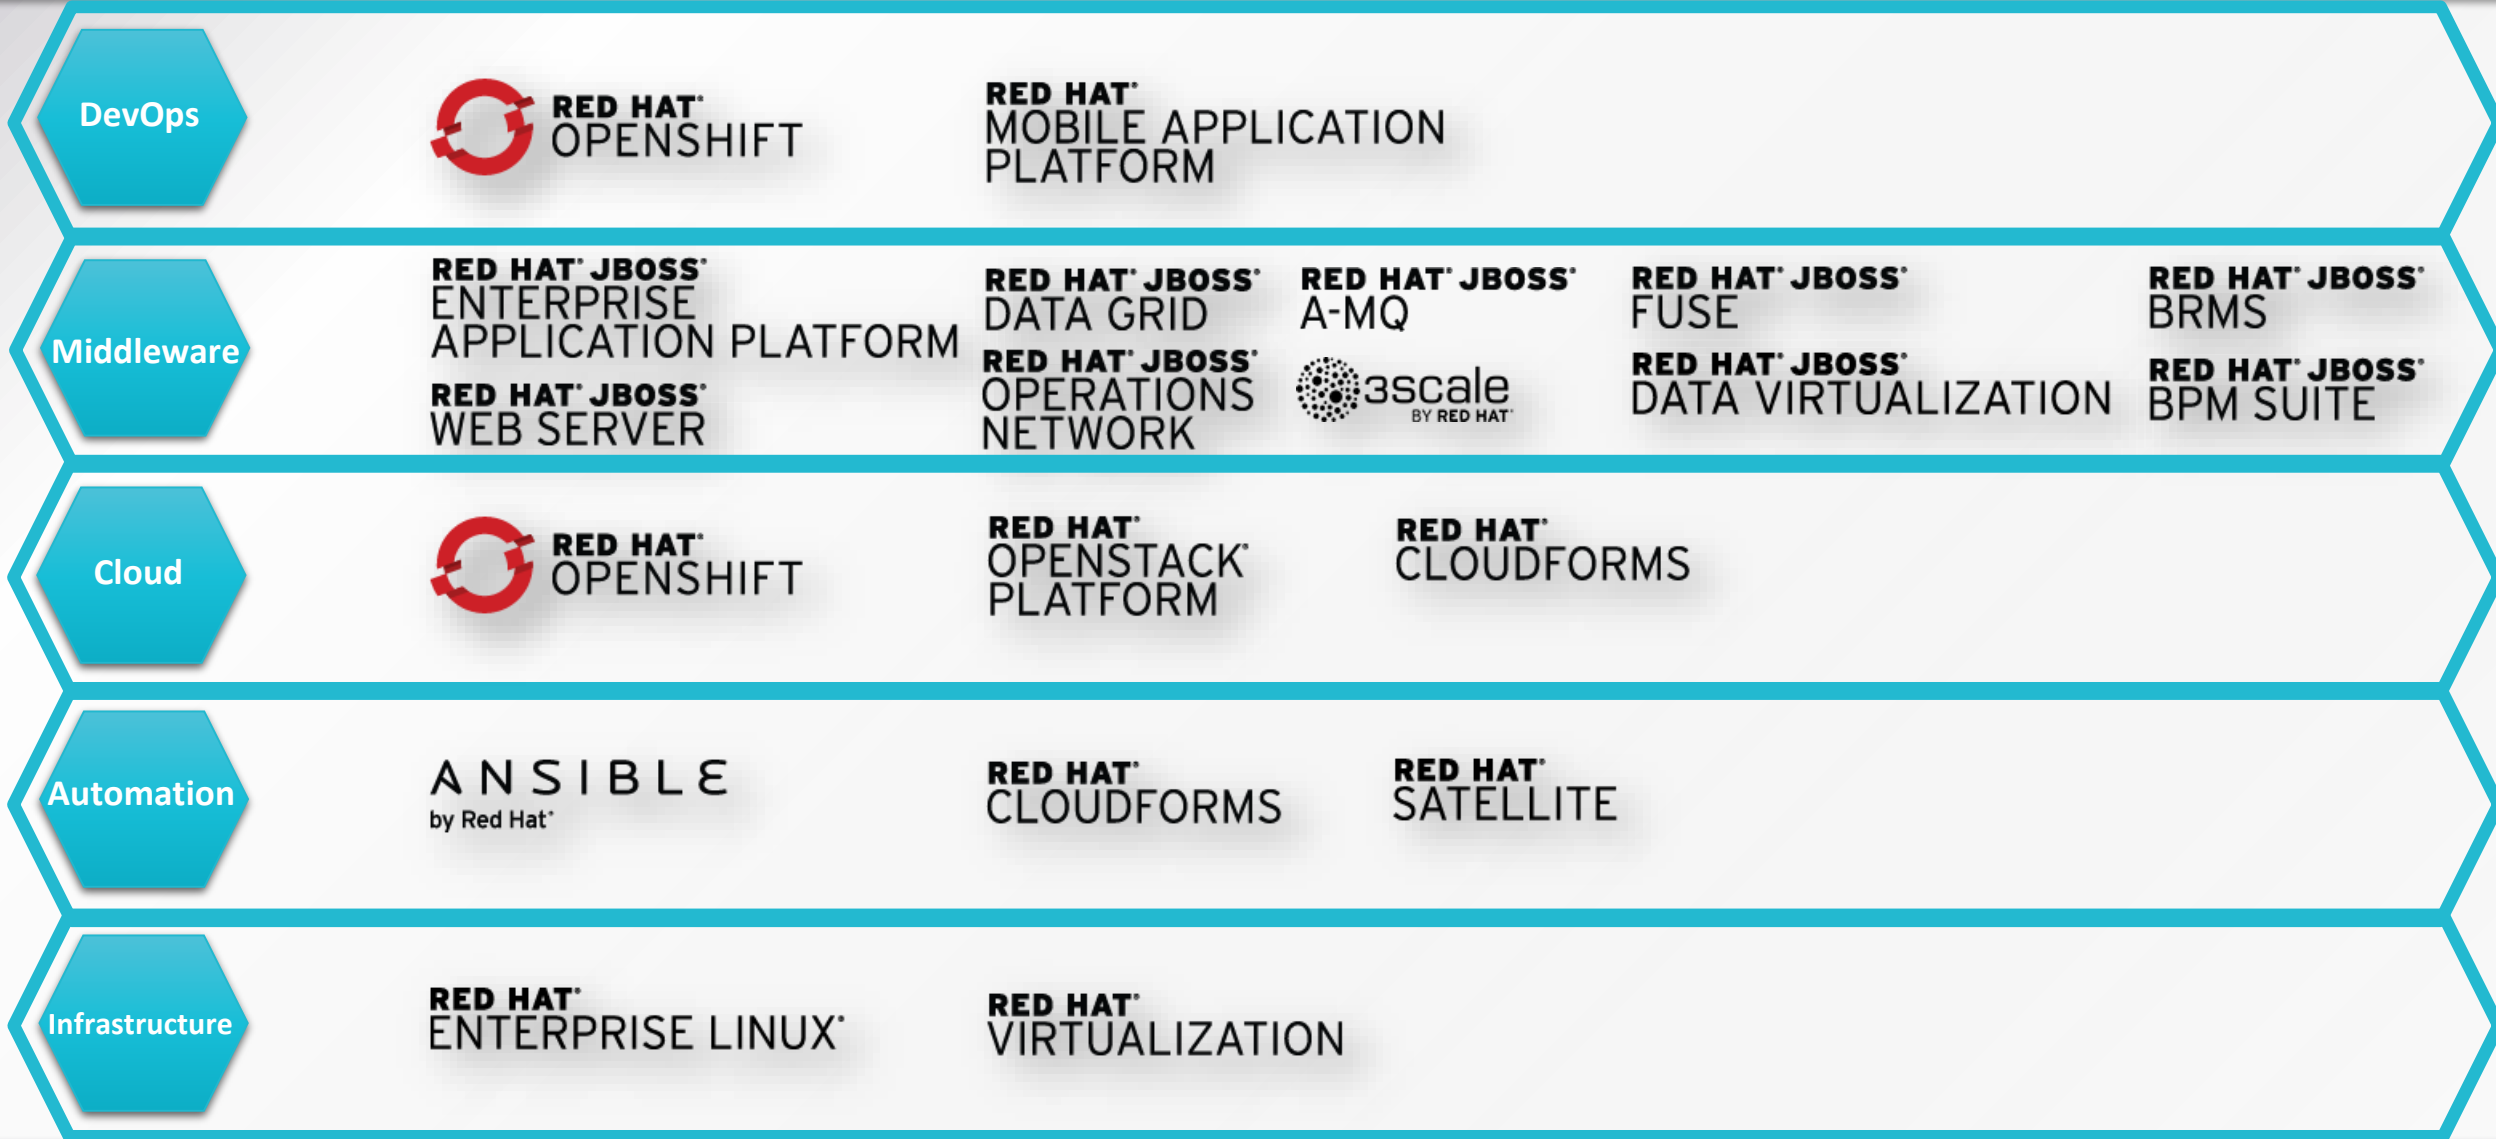 DevOps
RED HAT®
OPENSHIFT
RED HAT®
MOBILE APPLICATION
PLATFORM
Middleware
RED HAT® JBOSS®
ENTERPRISE
APPLICATION PLATFORM
RED HAT® JBOSS®
WEB SERVER
RED HAT® JBOSS®
DATA GRID
RED HAT® JBOSS®
OPERATIONS
NETWORK
RED HAT® JBOSS®
A-MQ
3scale
BY RED HAT®
RED HAT® JBOSS®
FUSE
RED HAT® JBOSS®
DATA VIRTUALIZATION
RED HAT® JBOSS®
BRMS
RED HAT® JBOSS®
BPM SUITE
Cloud
RED HAT®
OPENSHIFT
RED HAT®
OPENSTACK®
PLATFORM
RED HAT®
CLOUDFORMS
Automation
ANSIBLE
by Red Hat®
RED HAT®
CLOUDFORMS
RED HAT®
SATELLITE
Infrastructure
RED HAT®
ENTERPRISE LINUX®
RED HAT®
VIRTUALIZATION